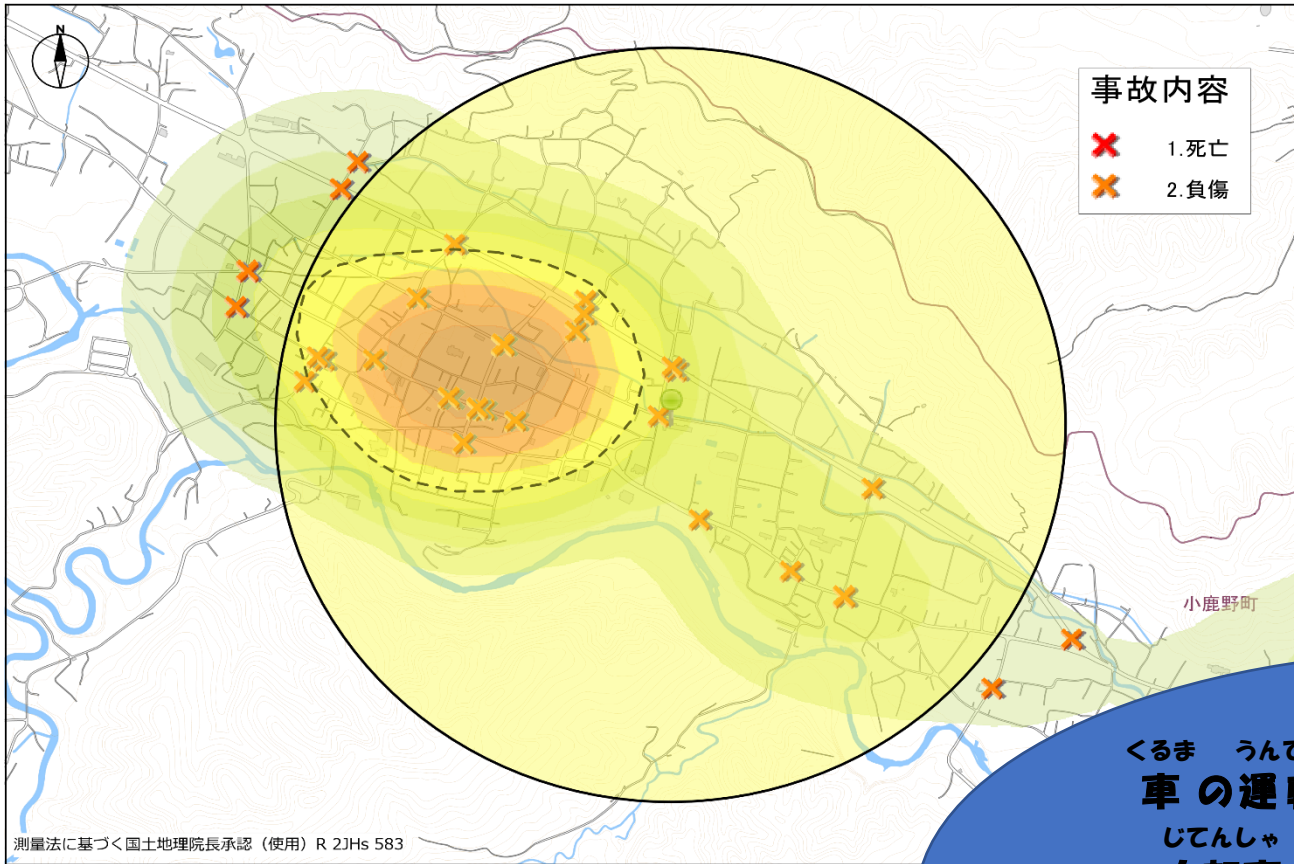 N
事故内容
1.死亡
2.負傷
小鹿野町
くるま うん
車 の運
じてんしゃ
測量法に基づく国土地理院長承認（使用）R 2JHs 583